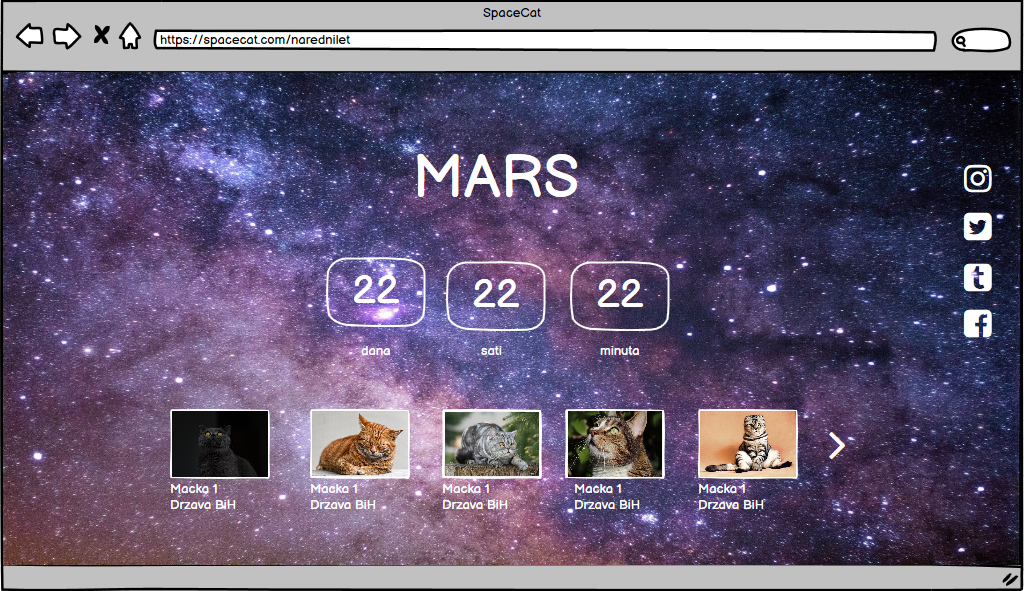 SpaceCat
https://spacecat.com/narednilet
MARS
22 22 22
dana sati minuta
Macka 1 Macka 1 Macka 1 Macka 1 Macka 1
Drzava BiH Drzava BiH Drzava BiH Drzava BiH Drzava BiH